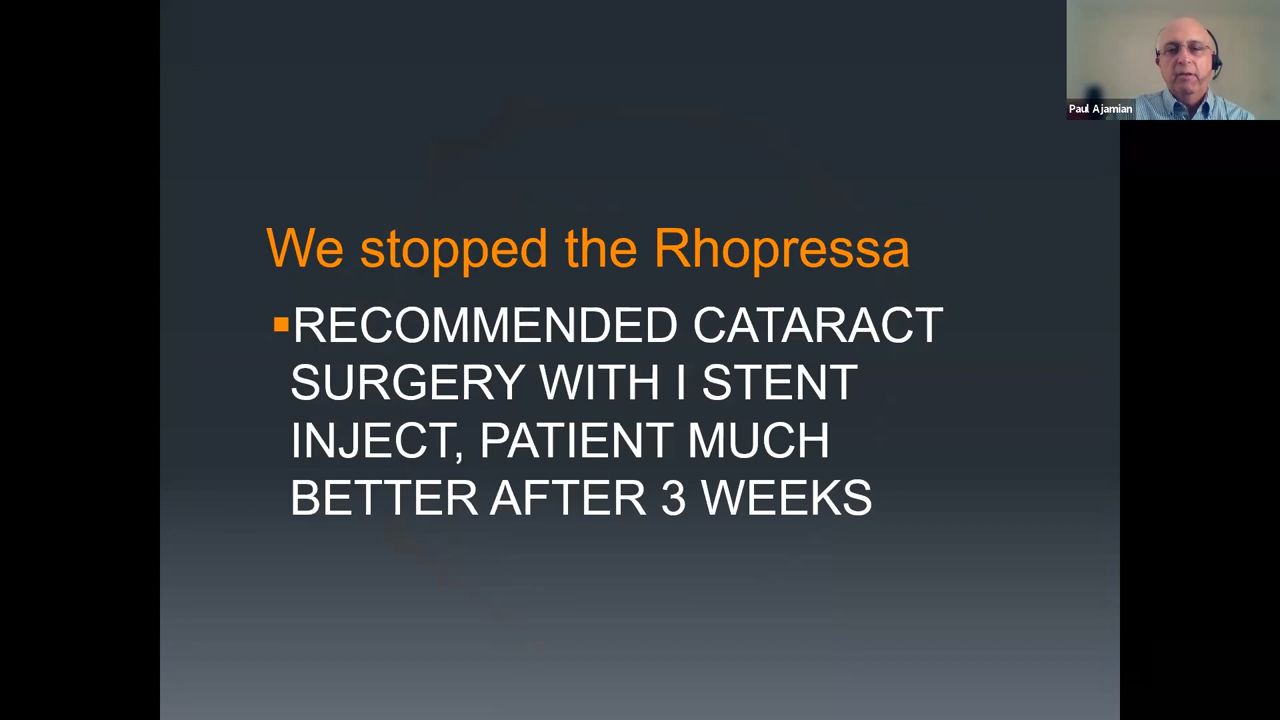 Paul Ajamian
We stopped the Rhopressa
▪RECOMMENDED CATARACT
SURGERY WITH I STENT
INJECT, PATIENT MUCH
BETTER AFTER 3 WEEKS